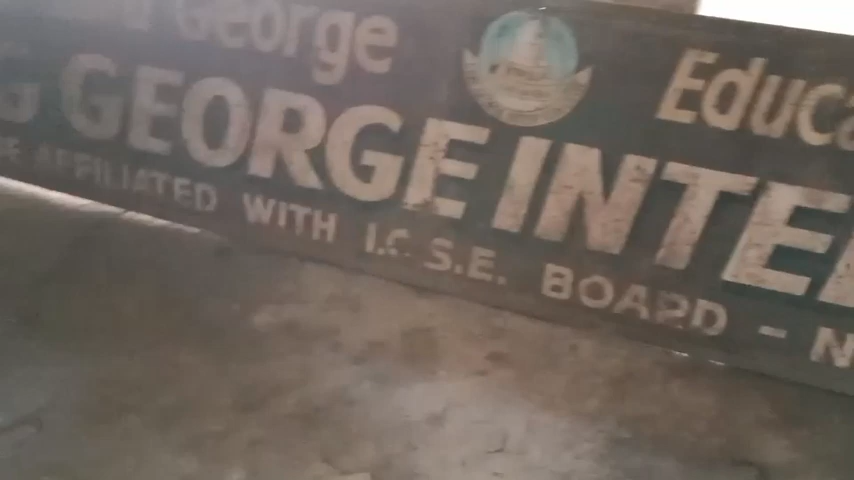 George Educa
G GEORGE INTE
AFFILIATED WITH I.C.S.E. BOARD - N